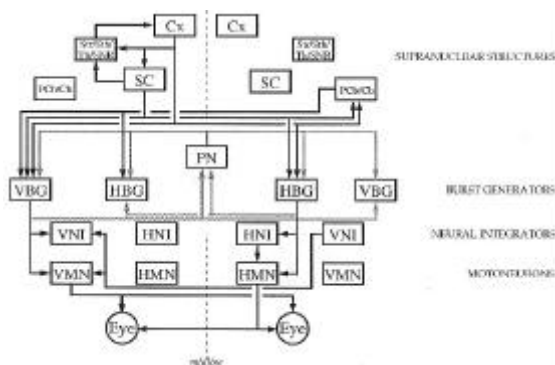 Cx Cx
SC SC
SUPRANUCLEAR STRUCTURES
PN
VBG HBG HBG VBG
BURST GENERATORS
VNI HNI HNI VNI
NEURAL INTEGRATORS
VMN HMN HMN VMN
MOTONEURONS
Eye Eye
midline